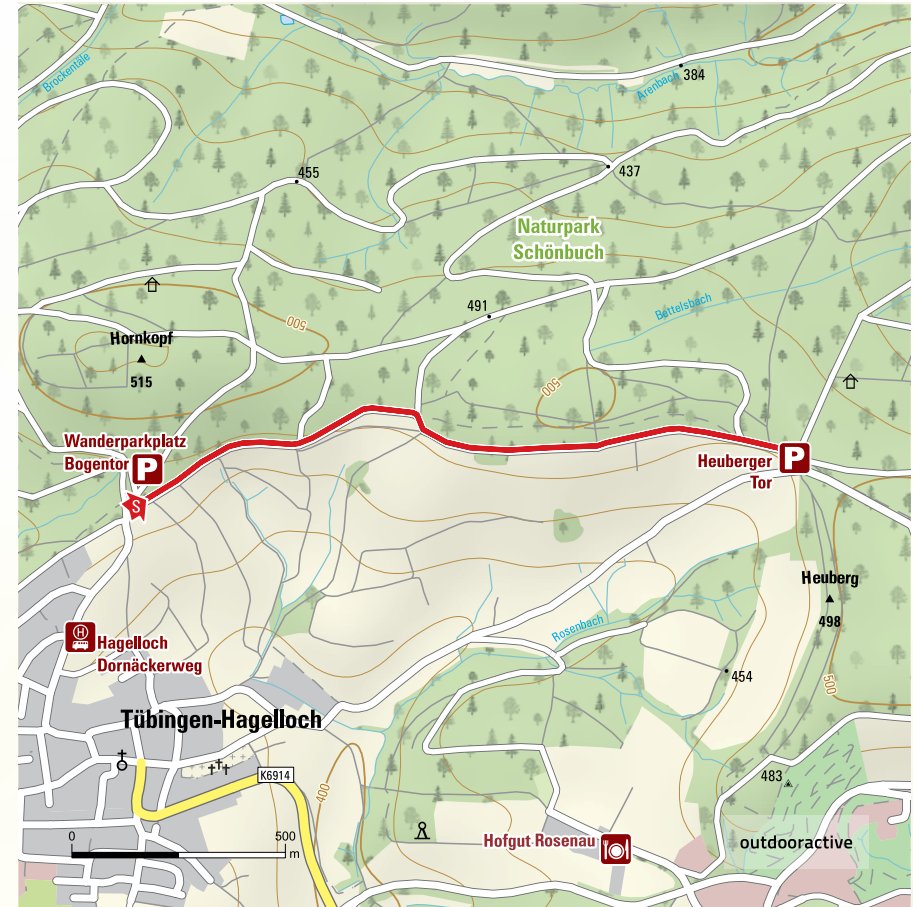 Brockentäle
Arenbach
384
455
437
Naturpark
Schönbuch
491
Bettelsbach
500
Hornkopf
515
500
Wanderparkplatz
Bogentor
P
S
Heuberger
Tor
P
Heuberg
498
H
Hagelloch
Dornäckerweg
Rosenbach
454
500
Tübingen-Hagelloch
K6914
400
483
0 500
m
Hofgut Rosenau
outdooractive